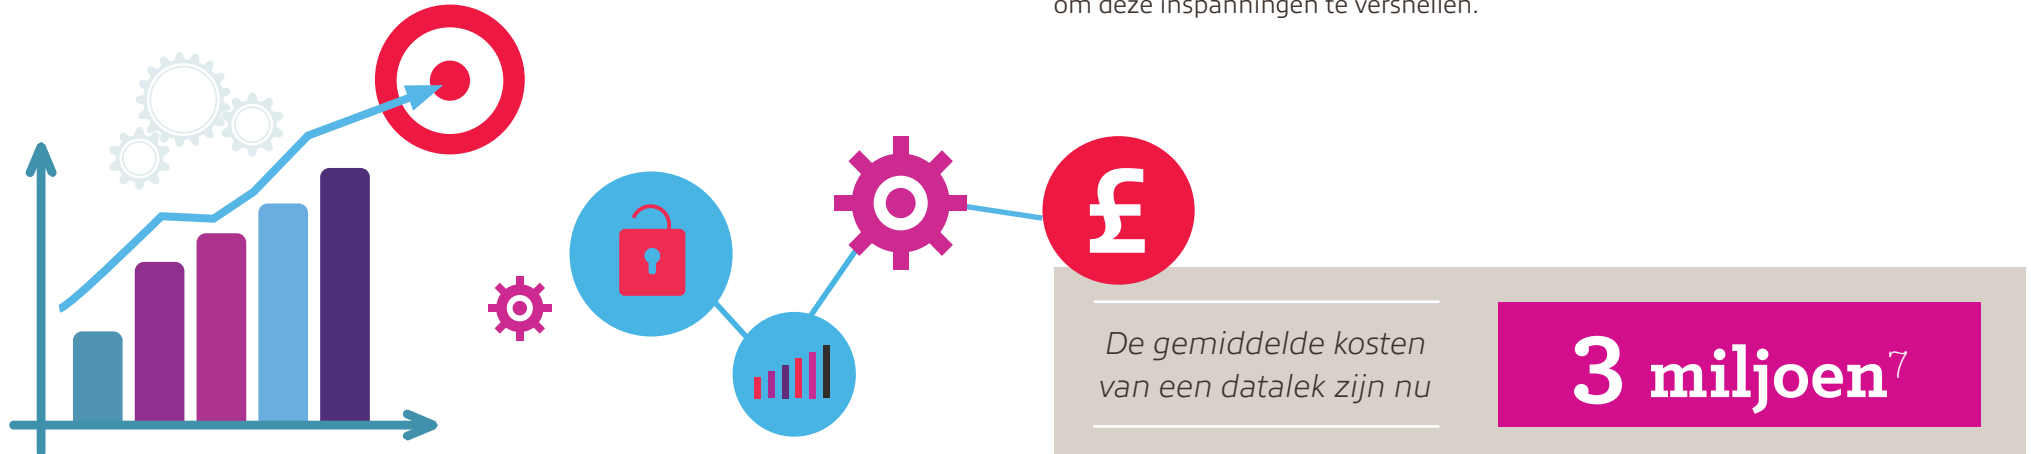 om deze inspanningen te versnellen.
£
De gemiddelde kosten
van een datalek zijn nu
3 miljoen⁷